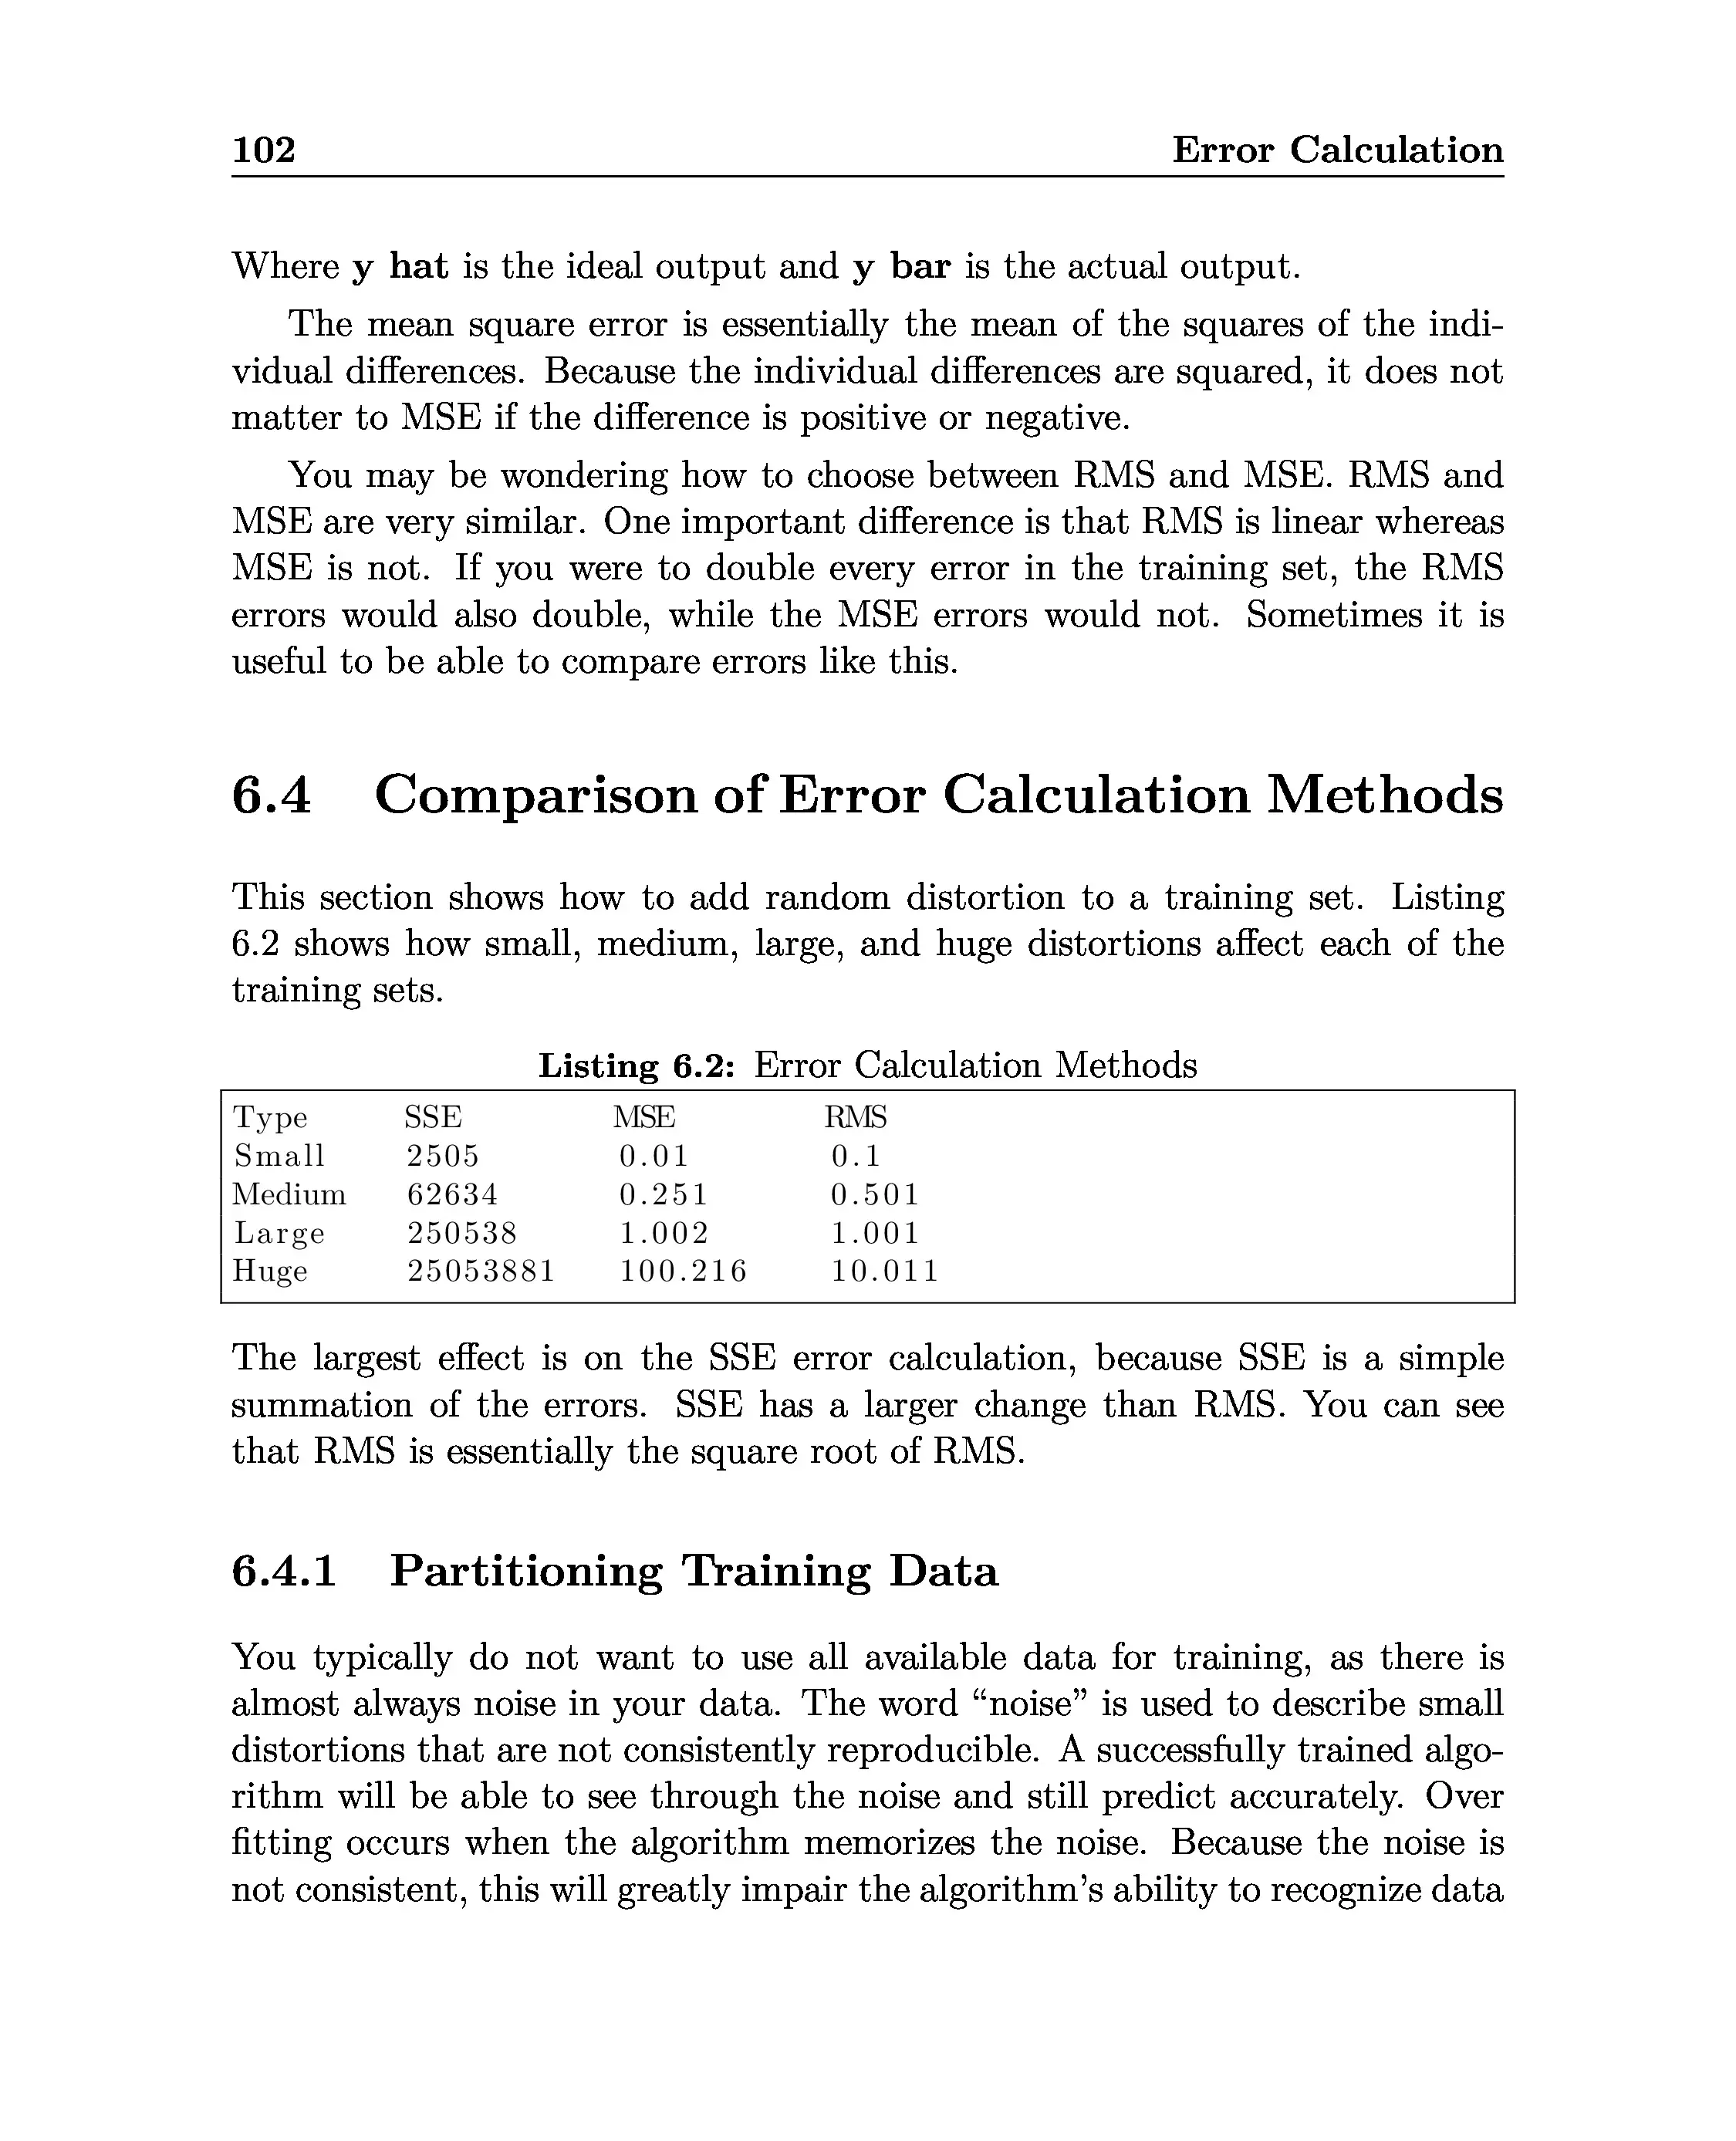 102 Error Calculation
Where y hat is the ideal output and y bar is the actual output.
The mean square error is essentially the mean of the squares of the indi-
vidual differences. Because the individual differences are squared, it does not
matter to MSE if the difference is positive or negative.
You may be wondering how to choose between RMS and MSE. RMS and
MSE are very similar. One important difference is that RMS is linear whereas
MSE is not. If you were to double every error in the training set, the RMS
errors would also double, while the MSE errors would not. Sometimes it is
useful to be able to compare errors like this.
6.4 Comparison of Error Calculation Methods
This section shows how to add random distortion to a training set. Listing
6.2 shows how small, medium, large, and huge distortions affect each of the
training sets.
Listing 6.2: Error Calculation Methods
Type SSE MSE RMS
Small 2505 0.01 0.1
Medium 62634 0.251 0.501
Large 250538 1.002 1.001
Huge 25053881 100.216 10.011
The largest effect is on the SSE error calculation, because SSE is a simple
summation of the errors. SSE has a larger change than RMS. You can see
that RMS is essentially the square root of RMS.
6.4.1 Partitioning Training Data
You typically do not want to use all available data for training, as there is
almost always noise in your data. The word “noise” is used to describe small
distortions that are not consistently reproducible. A successfully trained algo-
rithm will be able to see through the noise and still predict accurately. Over
fitting occurs when the algorithm memorizes the noise. Because the noise is
not consistent, this will greatly impair the algorithm’s ability to recognize data